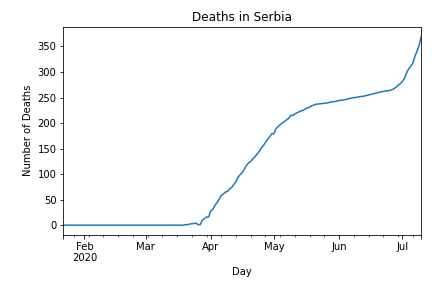 Deaths in Serbia
Number of Deaths
350
300
250
200
150
100
50
0
Feb
2020
Mar
Apr
May
Jun
Jul
Day